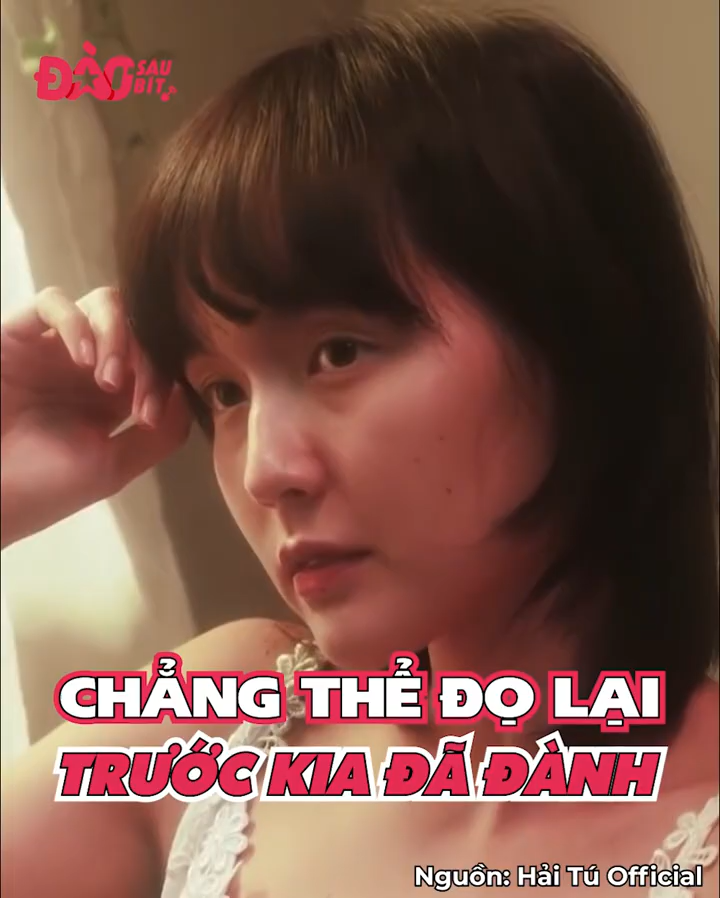 ĐÀO SAU BIT
CHẲNG THỂ ĐỌ LẠI
TRƯỚC KIA ĐÃ ĐÀNH
Nguồn: Hải Tú Official